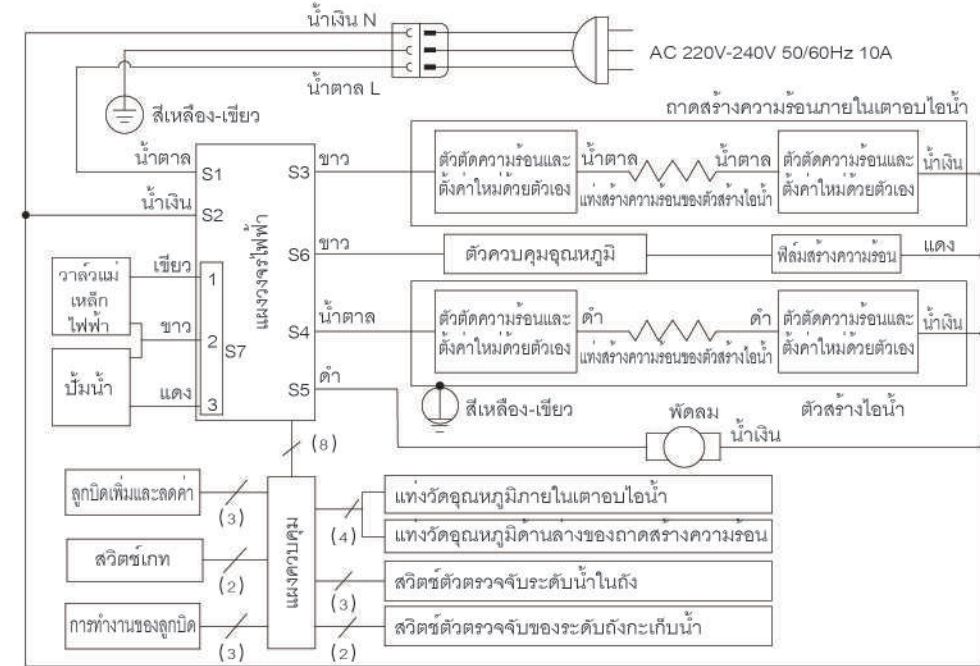 น้ำเงิน N
AC 220V-240V 50/60Hz 10A
น้ำตาล L
สีเหลือง-เขียว
ถาดสร้างความร้อนภายในเตาอบไอน้ำ
น้ำตาล
S1
น้ำเงิน
S2
แผงวงจรไฟฟ้า
S3
ขาว
ตัวตัดความร้อนและ
ตั้งค่าใหม่ด้วยตัวเอง
น้ำตาล
น้ำตาล
แท่งสร้างความร้อนของตัวสร้างไอน้ำ
ตัวตัดความร้อนและ
ตั้งค่าใหม่ด้วยตัวเอง
น้ำเงิน
S6
ขาว
ตัวควบคุมอุณหภูมิ
ฟิล์มสร้างความร้อน
แดง
วาล์วแม่
เหล็ก
ไฟฟ้า
เขียว
1
ขาว
2
S7
ปั๊มน้ำ
แดง
3
S4
น้ำตาล
ตัวตัดความร้อนและ
ตั้งค่าใหม่ด้วยตัวเอง
ดำ
ดำ
แท่งสร้างความร้อนของตัวสร้างไอน้ำ
ตัวตัดความร้อนและ
ตั้งค่าใหม่ด้วยตัวเอง
น้ำเงิน
S5
ดำ
สีเหลือง-เขียว
ตัวสร้างไอน้ำ
พัดลม
น้ำเงิน
(8)
ลูกบิดเพิ่มและลดค่า
(3)
แผงควบคุม
(4)
แท่งวัดอุณหภูมิภายในเตาอบไอน้ำ
แท่งวัดอุณหภูมิด้านล่างของถาดสร้างความร้อน
สวิตช์เกท
(2)
(3)
สวิตช์ตัวตรวจจับระดับน้ำในถัง
การทำงานของลูกบิด
(3)
(2)
สวิตช์ตัวตรวจจับของระดับถังกะเก็บน้ำ